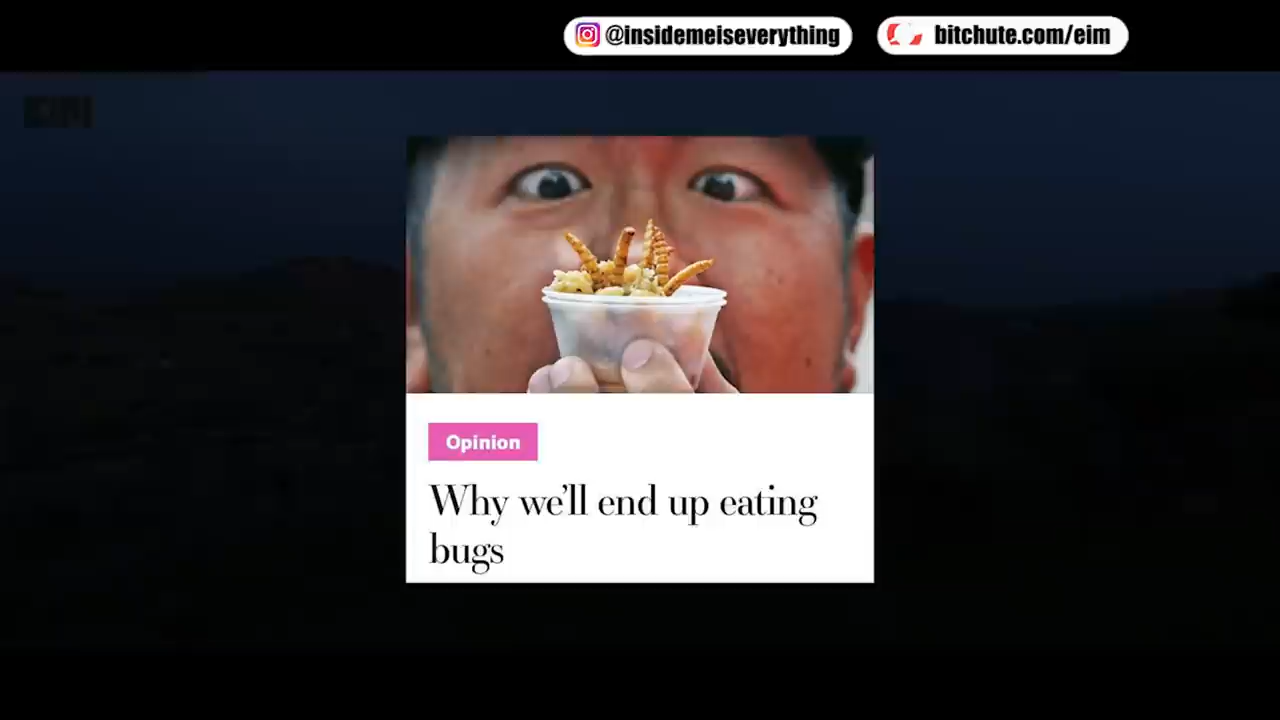 @insidemeiseverything
bitchute.com/eim
Opinion
Why we'll end up eating
bugs